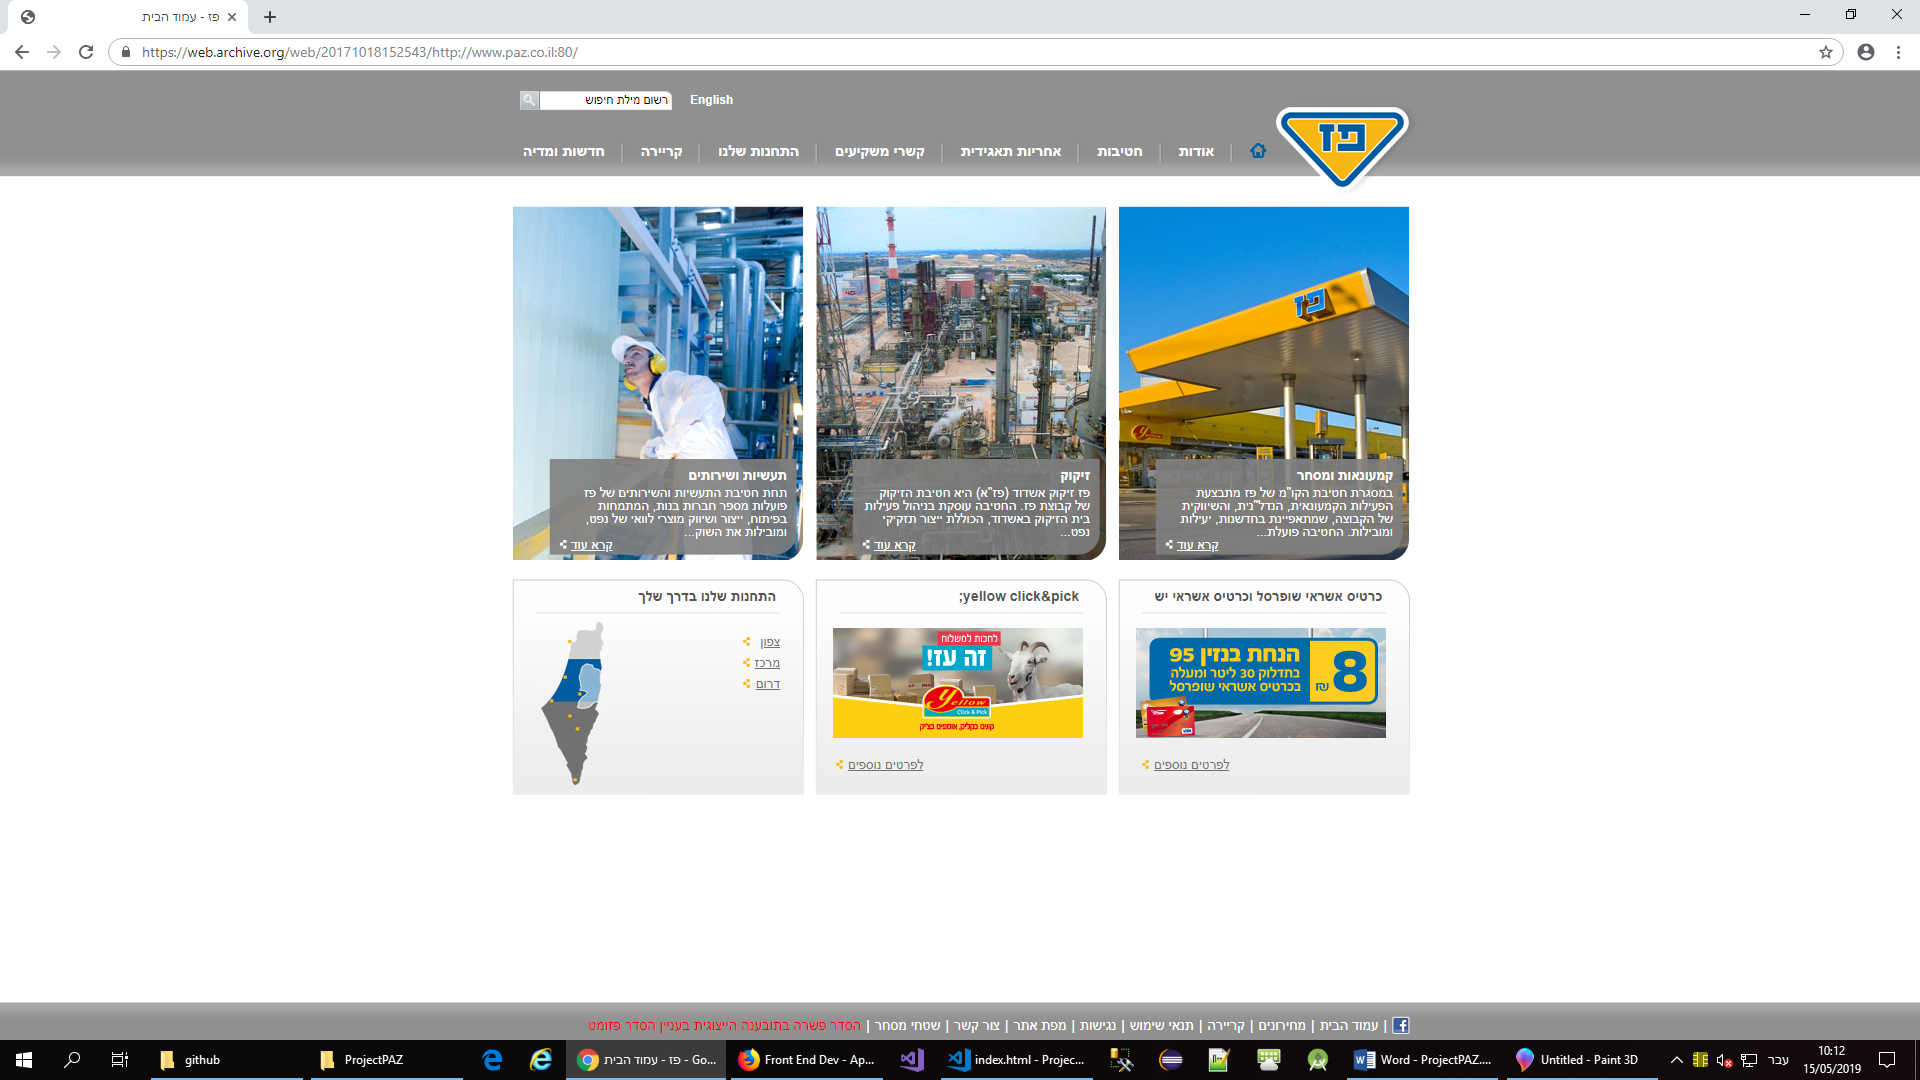 פז - עמוד הבית
https://web.archive.org/web/20171018152543/http://www.paz.co.il:80/
רשום מילת חיפוש
English
פז
אודות
חטיבות
אחריות תאגידית
קשרי משקיעים
התחנות שלנו
קריירה
חדשות ומדיה
פז
yellow
קמעונאות ומסחר
במסגרת חטיבת הקו"מ של פז מתבצעת
הפעילות הקמעונאית, הנדל"נית, והשיווקית
של הקבוצה, שמתאפיינת בחדשנות, יעילות
ומובילות. החטיבה פועלת...
קרא עוד
זיקוק
פז זיקוק אשדוד (פז"א) היא חטיבת הזיקוק
של קבוצת פז. החטיבה עוסקת בניהול פעילות
בית הזיקוק באשדוד, הכוללת ייצור תזקיקי
נפט...
קרא עוד
תעשיות ושירותים
תחת חטיבת התעשיות והשירותים של פז
פועלות מספר חברות בנות, המתמחות
בפיתוח, ייצור ושיווק מוצרי לוואי של נפט,
ומובילות את השוק...
קרא עוד
כרטיס אשראי שופרסל וכרטיס אשראי יש
8 ₪
הנחת בנזין 95
בתדלוק 30 ליטר ומעלה
בכרטיס אשראי שופרסל
VISA
לפרטים נוספים
yellow click&pick;
לחכות למשלוח
זה עז!
yellow
Click & Pick
קונים בקליק, אוספים בצ'יק
לפרטים נוספים
התחנות שלנו בדרך שלך
צפון
מרכז
דרום
| עמוד הבית | מחירונים | קריירה | תנאי שימוש | נגישות | מפת אתר | צור קשר | שטחי מסחר | הסדר פשרה בתובענה הייצוגית בעניין הסדר פזומט
github
ProjectPAZ
פז - עמוד הבית - Go...
Front End Dev - Ap...
index.html - Projec...
Word - ProjectPAZ....
Untitled - Paint 3D
עבר
10:12
15/05/2019